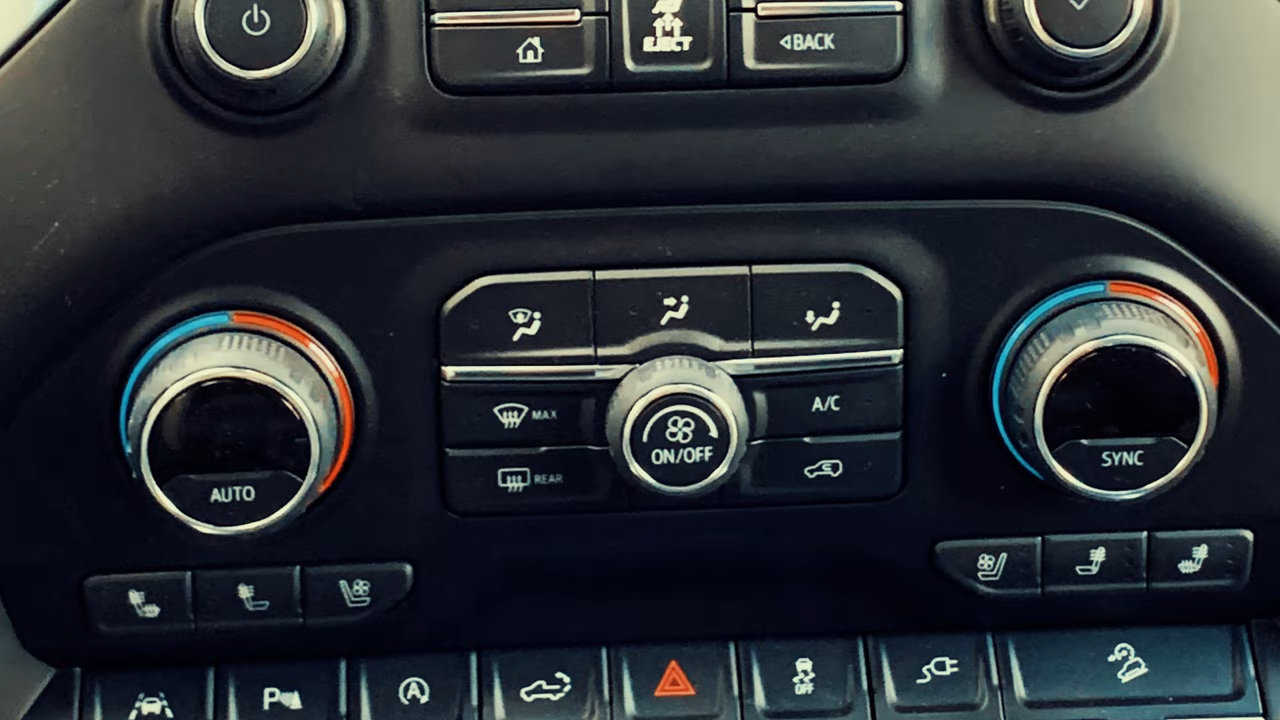 EJECT
BACK
MAX
A/C
ON/OFF
REAR
AUTO
SYNC
P
A
OFF